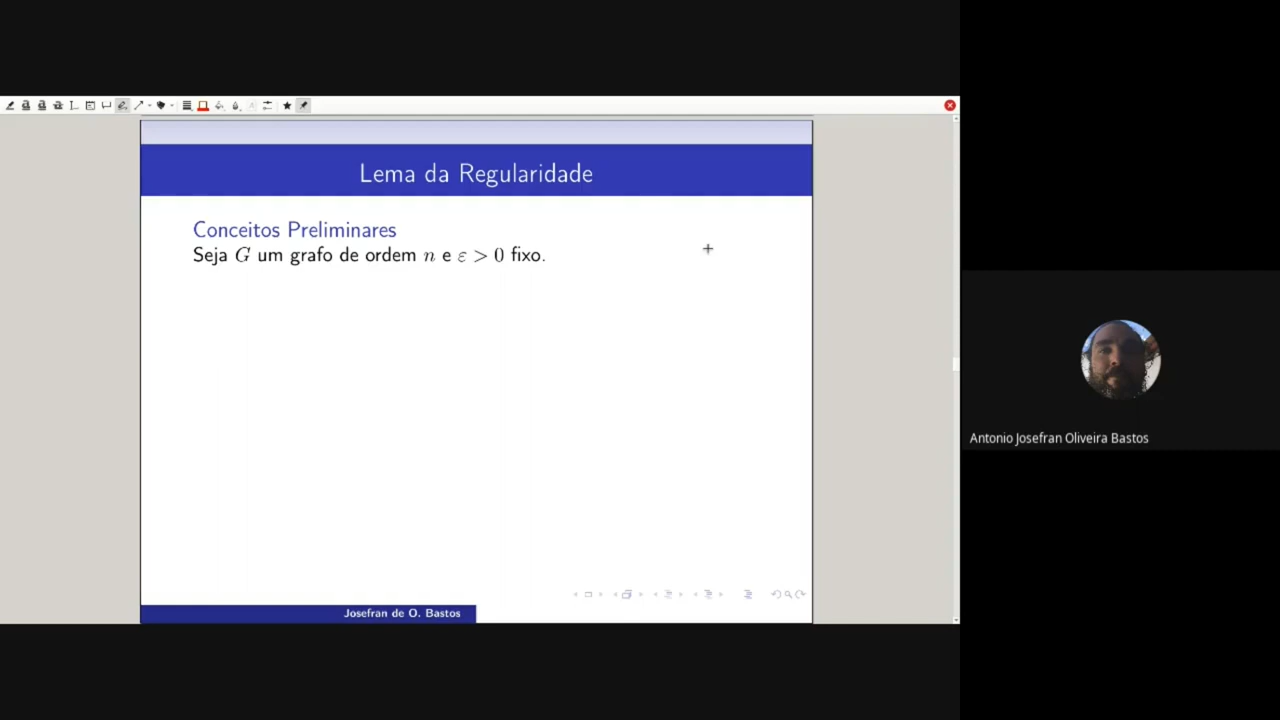 Lema da Regularidade
Conceitos Preliminares
Seja G um grafo de ordem n e ε > 0 fixo.
Antonio Josefran Oliveira Bastos
Josefran de O. Bastos